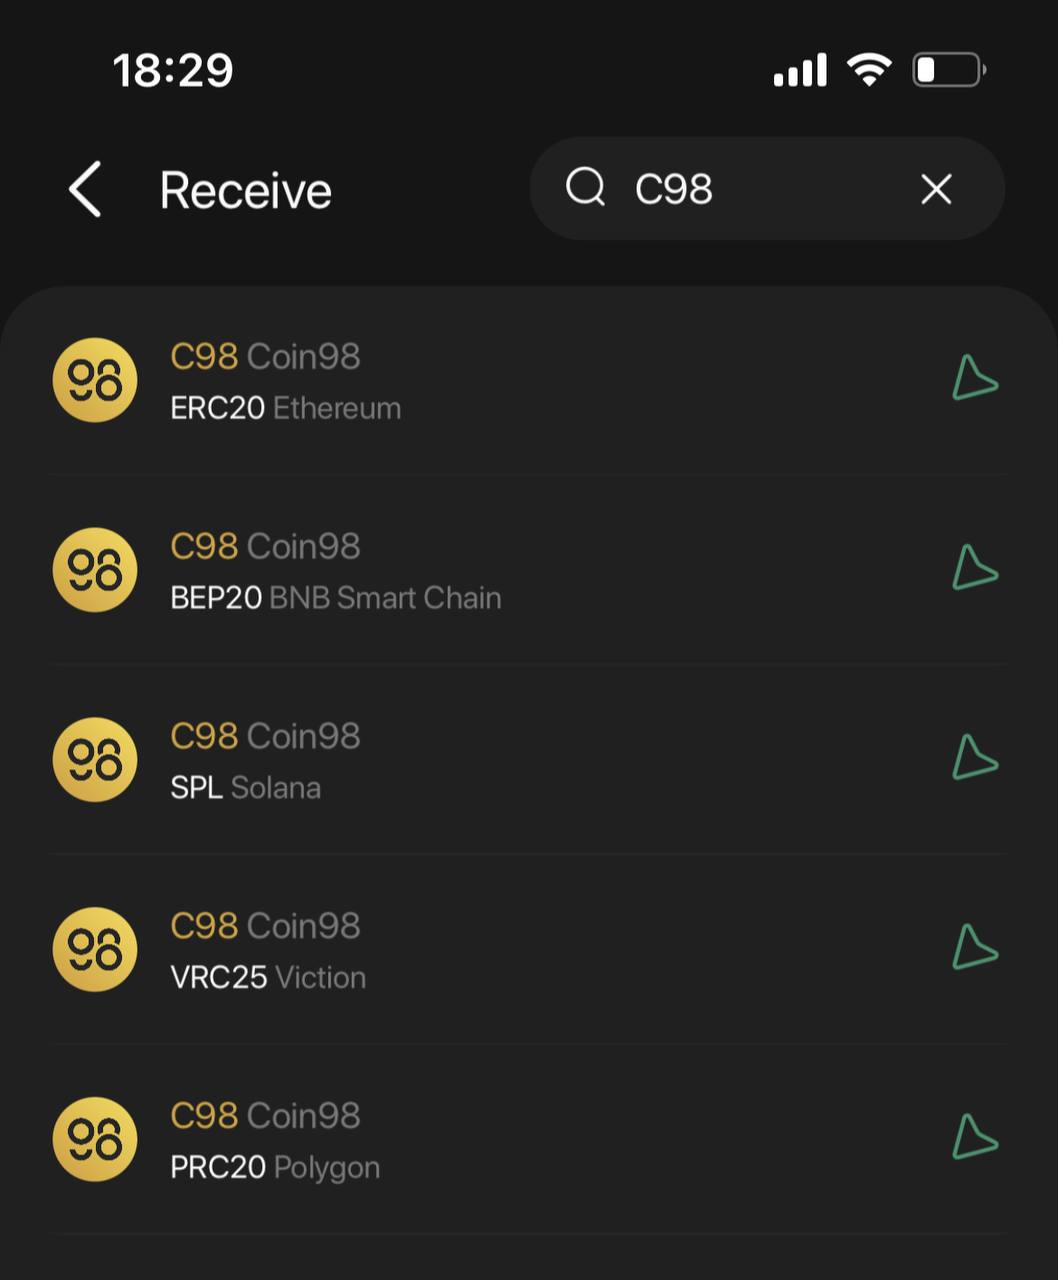 18:29
Receive
C98
C98 Coin98
ERC20 Ethereum
C98 Coin98
BEP20 BNB Smart Chain
C98 Coin98
SPL Solana
C98 Coin98
VRC25 Viction
C98 Coin98
PRC20 Polygon